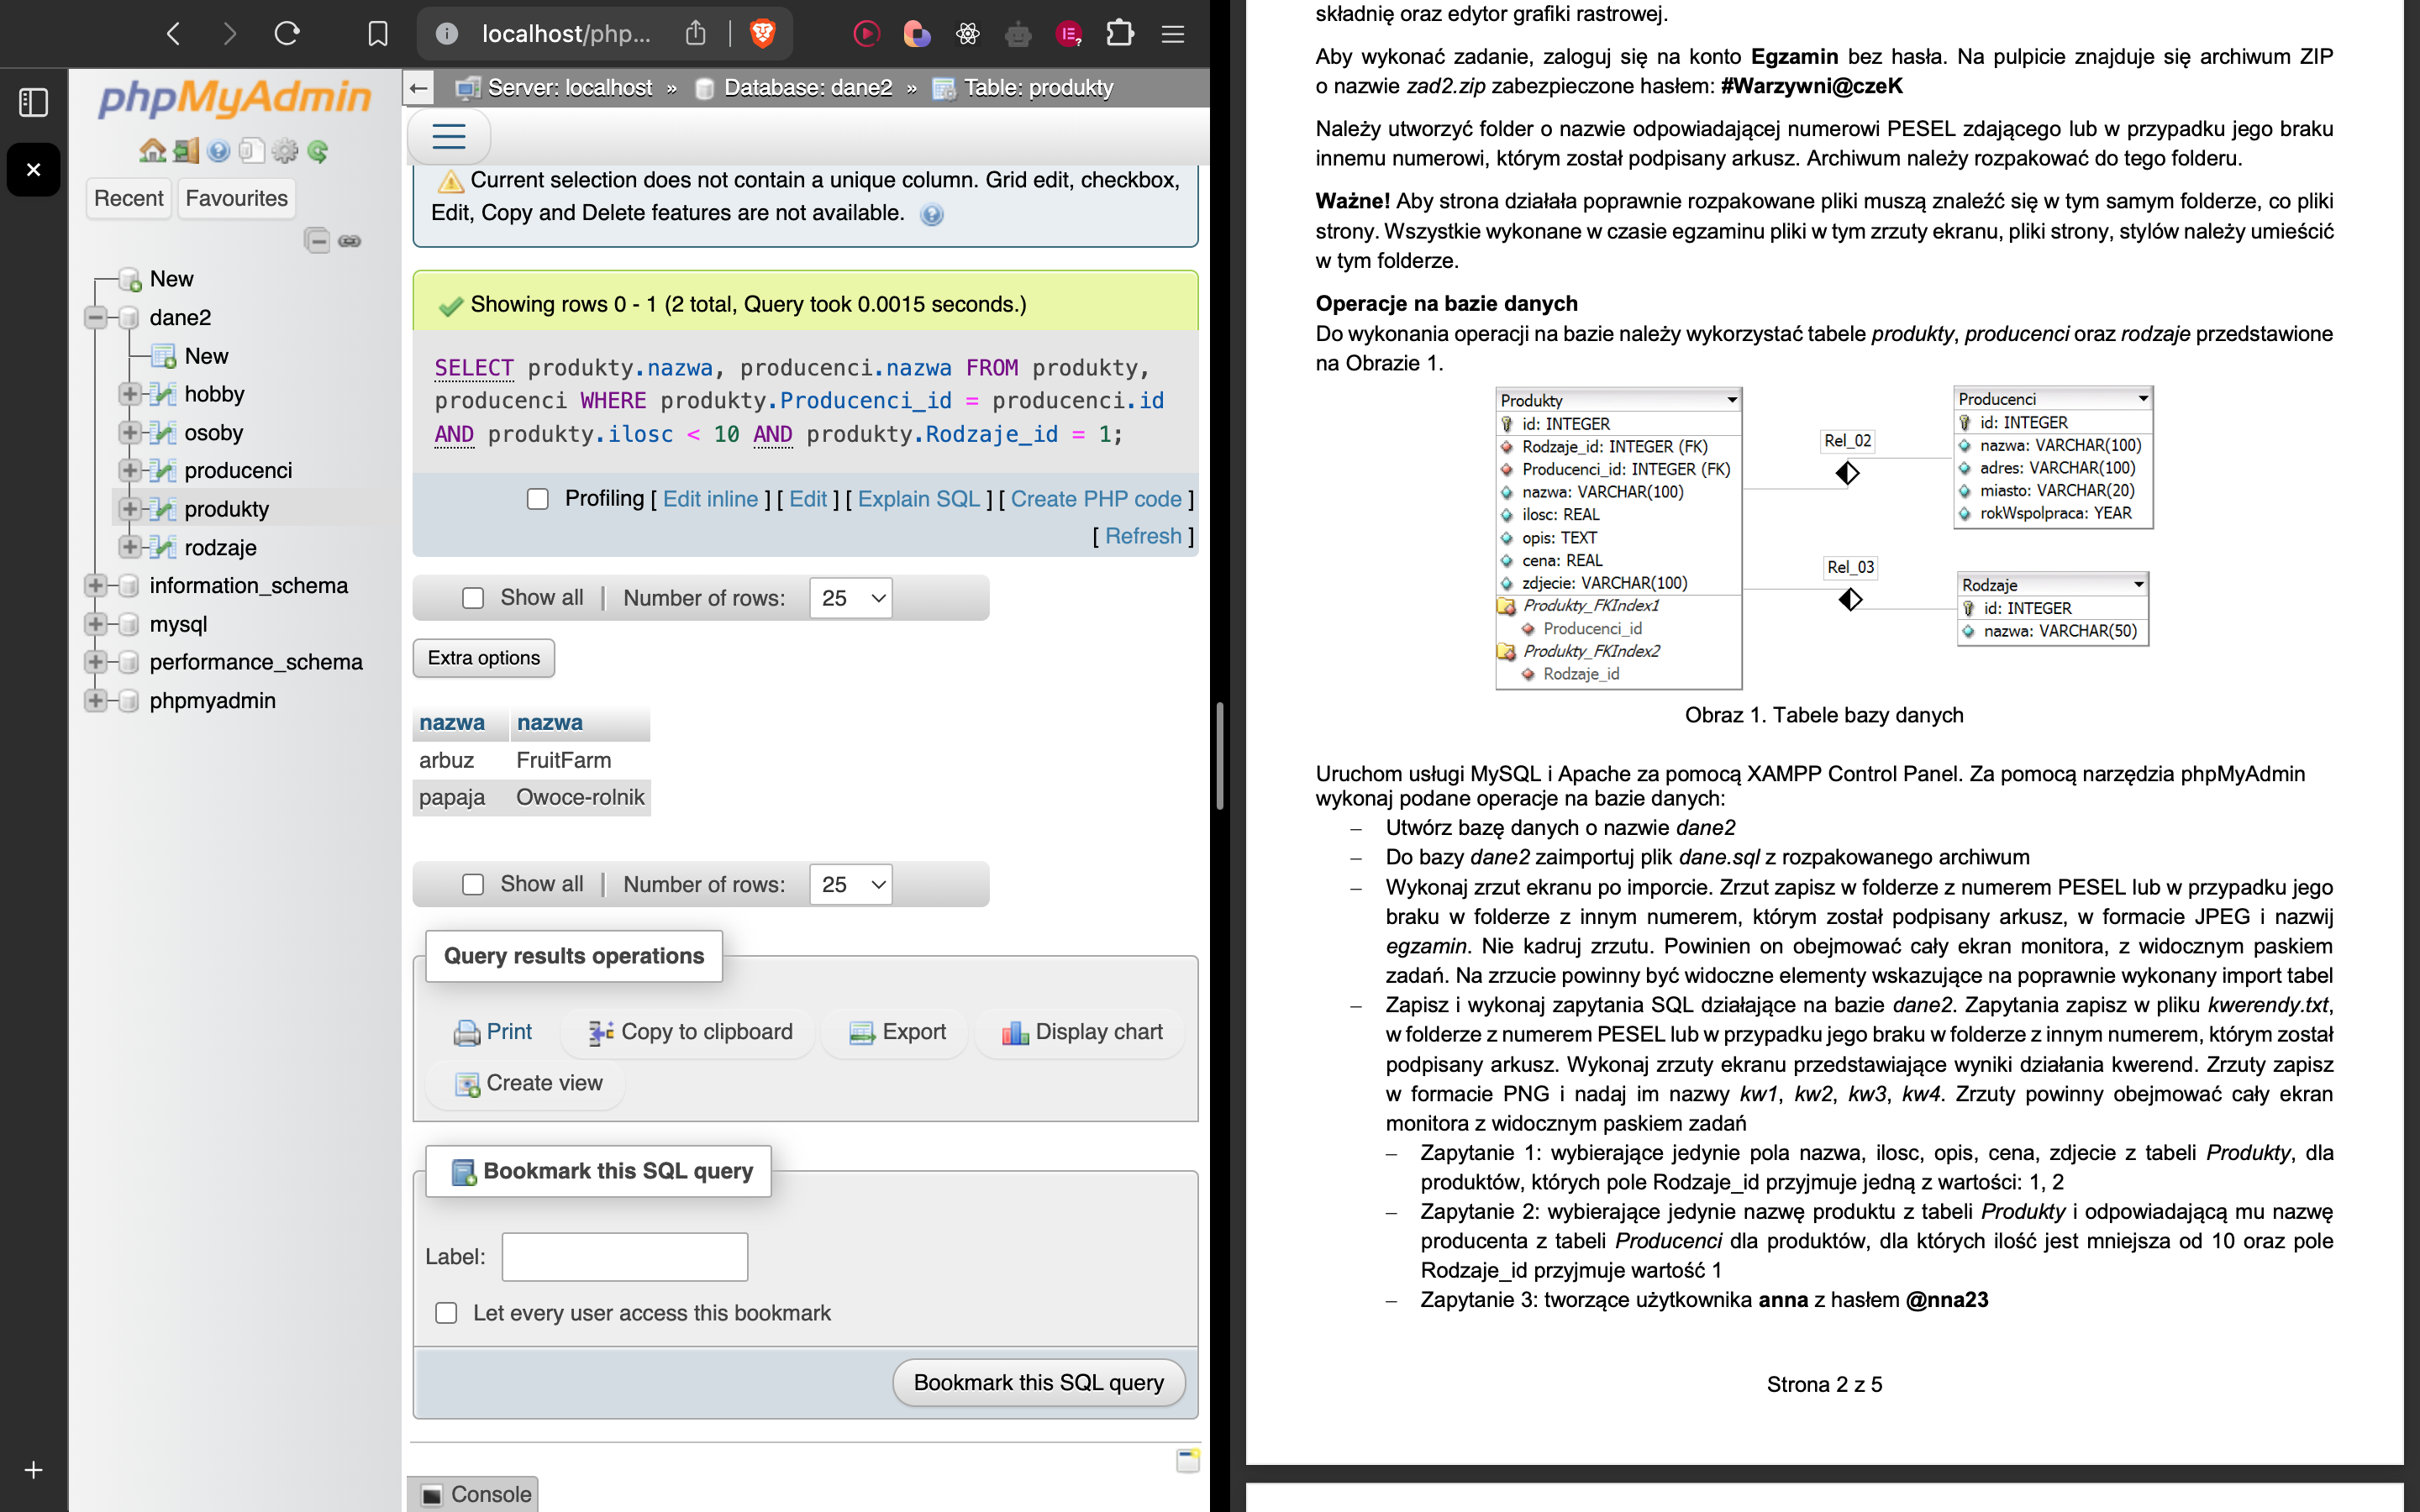 localhost/php...
phpMyAdmin
Recent
Favourites
New
dane2
New
hobby
osoby
producenci
produkty
rodzaje
information_schema
mysql
performance_schema
phpmyadmin
Server: localhost » Database: dane2 » Table: produkty
Current selection does not contain a unique column. Grid edit, checkbox,
Edit, Copy and Delete features are not available.
Showing rows 0 - 1 (2 total, Query took 0.0015 seconds.)
SELECT produkty.nazwa, producenci.nazwa FROM produkty,
producenci WHERE produkty.Producenci_id = producenci.id
AND produkty.ilosc < 10 AND produkty.Rodzaje_id = 1;
Profiling [ Edit inline ] [ Edit ] [ Explain SQL ] [ Create PHP code ]
[ Refresh ]
Show all | Number of rows: 25
Extra options
nazwa nazwa
arbuz FruitFarm
papaja Owoce-rolnik
Show all | Number of rows: 25
Query results operations
Print Copy to clipboard Export Display chart
Create view
Bookmark this SQL query
Label:
Let every user access this bookmark
Bookmark this SQL query
Console
składnię oraz edytor grafiki rastrowej.
Aby wykonać zadanie, zaloguj się na konto Egzamin bez hasła. Na pulpicie znajduje się archiwum ZIP
o nazwie zad2.zip zabezpieczone hasłem: #Warzywni@czeK
Należy utworzyć folder o nazwie odpowiadającej numerowi PESEL zdającego lub w przypadku jego braku
innemu numerowi, którym został podpisany arkusz. Archiwum należy rozpakować do tego folderu.
Ważne! Aby strona działała poprawnie rozpakowane pliki muszą znaleźć się w tym samym folderze, co pliki
strony. Wszystkie wykonane w czasie egzaminu pliki w tym zrzuty ekranu, pliki strony, stylów należy umieścić
w tym folderze.
Operacje na bazie danych
Do wykonania operacji na bazie należy wykorzystać tabele produkty, producenci oraz rodzaje przedstawione
na Obrazie 1.
Produkty
id: INTEGER
Rodzaje_id: INTEGER (FK)
Producenci_id: INTEGER (FK)
nazwa: VARCHAR(100)
ilosc: REAL
opis: TEXT
cena: REAL
zdjecie: VARCHAR(100)
Produkty_FKIndex1
Producenci_id
Produkty_FKIndex2
Rodzaje_id
Rel_02
Rel_03
Producenci
id: INTEGER
nazwa: VARCHAR(100)
adres: VARCHAR(100)
miasto: VARCHAR(20)
rokWspolpraca: YEAR
Rodzaje
id: INTEGER
nazwa: VARCHAR(50)
Obraz 1. Tabele bazy danych
Uruchom usługi MySQL i Apache za pomocą XAMPP Control Panel. Za pomocą narzędzia phpMyAdmin
wykonaj podane operacje na bazie danych:
– Utwórz bazę danych o nazwie dane2
– Do bazy dane2 zaimportuj plik dane.sql z rozpakowanego archiwum
– Wykonaj zrzut ekranu po imporcie. Zrzut zapisz w folderze z numerem PESEL lub w przypadku jego
braku w folderze z innym numerem, którym został podpisany arkusz, w formacie JPEG i nazwij
egzamin. Nie kadruj zrzutu. Powinien on obejmować cały ekran monitora, z widocznym paskiem
zadań. Na zrzucie powinny być widoczne elementy wskazujące na poprawnie wykonany import tabel
– Zapisz i wykonaj zapytania SQL działające na bazie dane2. Zapytania zapisz w pliku kwerendy.txt,
w folderze z numerem PESEL lub w przypadku jego braku w folderze z innym numerem, którym został
podpisany arkusz. Wykonaj zrzuty ekranu przedstawiające wyniki działania kwerend. Zrzuty zapisz
w formacie PNG i nadaj im nazwy kw1, kw2, kw3, kw4. Zrzuty powinny obejmować cały ekran
monitora z widocznym paskiem zadań
– Zapytanie 1: wybierające jedynie pola nazwa, ilosc, opis, cena, zdjecie z tabeli Produkty, dla
produktów, których pole Rodzaje_id przyjmuje jedną z wartości: 1, 2
– Zapytanie 2: wybierające jedynie nazwę produktu z tabeli Produkty i odpowiadającą mu nazwę
producenta z tabeli Producenci dla produktów, dla których ilość jest mniejsza od 10 oraz pole
Rodzaje_id przyjmuje wartość 1
– Zapytanie 3: tworzące użytkownika anna z hasłem @nna23
Strona 2 z 5